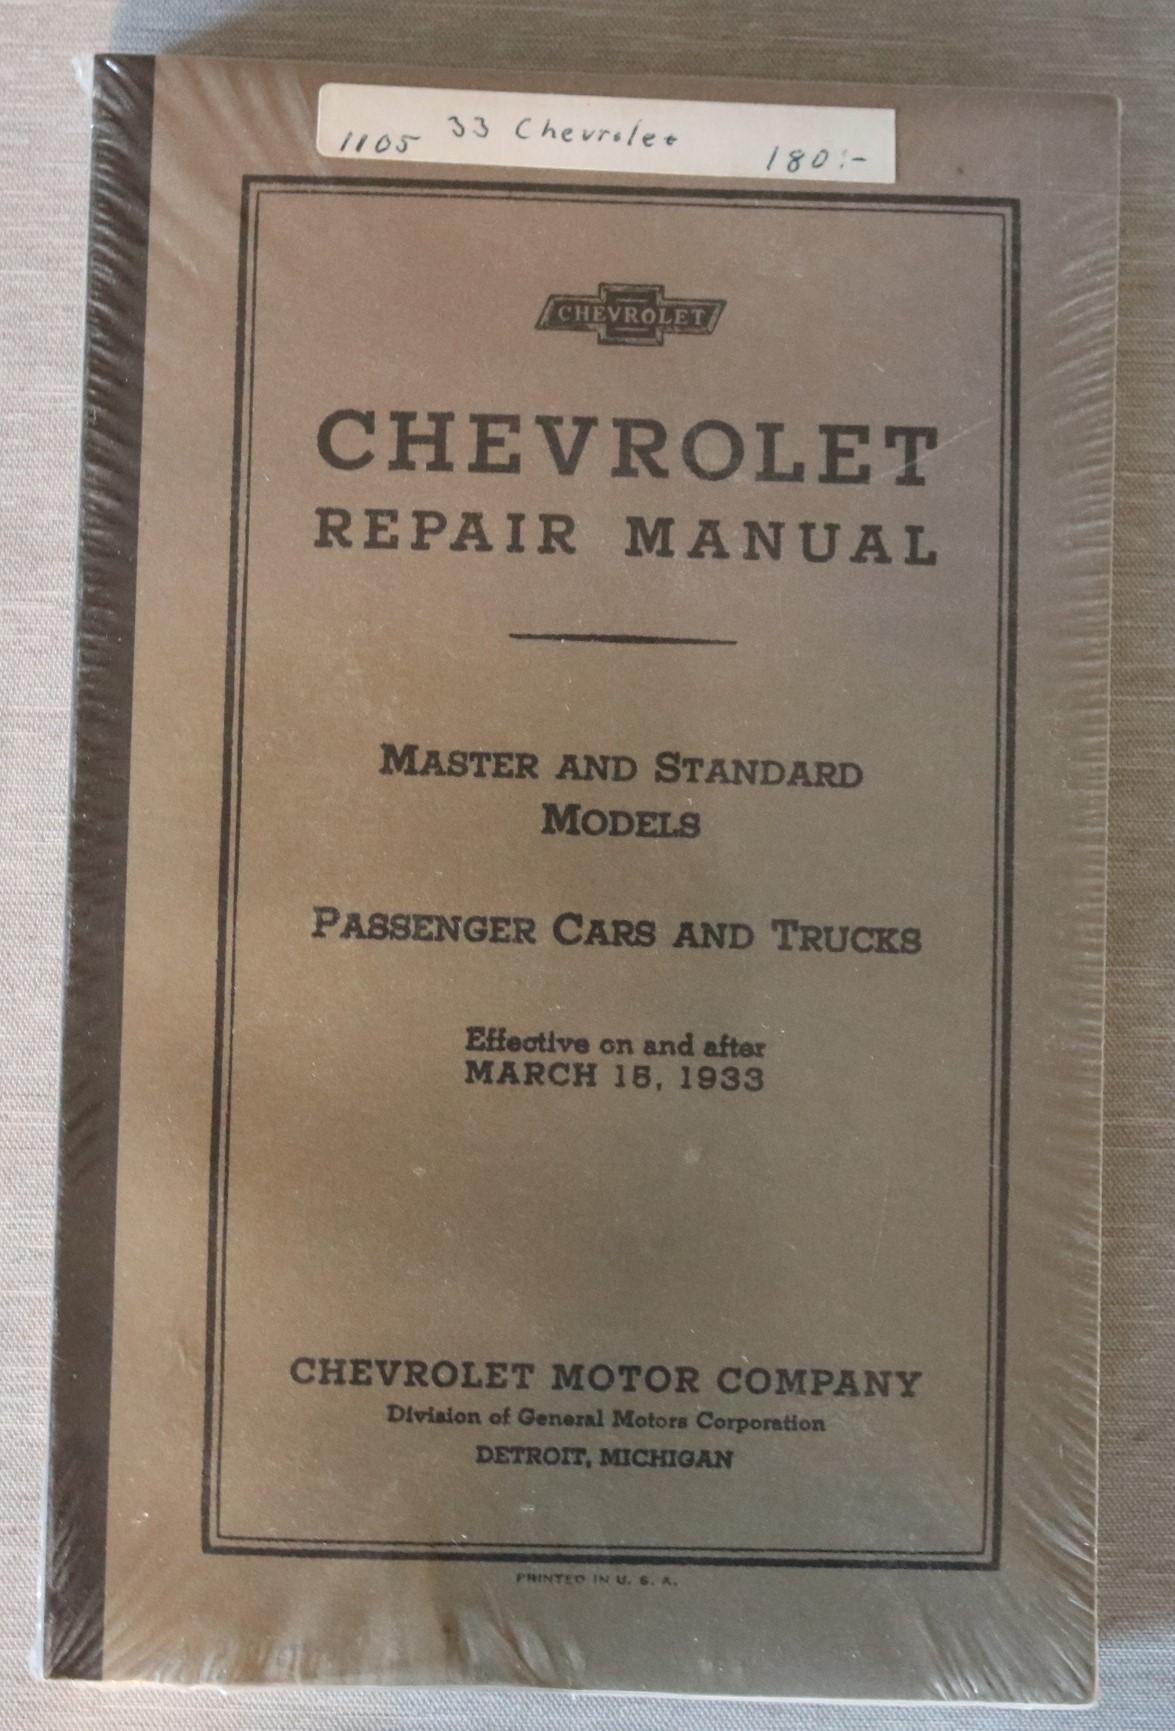 1105 33 Chevrolet 180:-
CHEVROLET
CHEVROLET
REPAIR MANUAL
MASTER AND STANDARD
MODELS
PASSENGER CARS AND TRUCKS
Effective on and after
MARCH 15, 1933
CHEVROLET MOTOR COMPANY
Division of General Motors Corporation
DETROIT, MICHIGAN
PRINTED IN U. S. A.